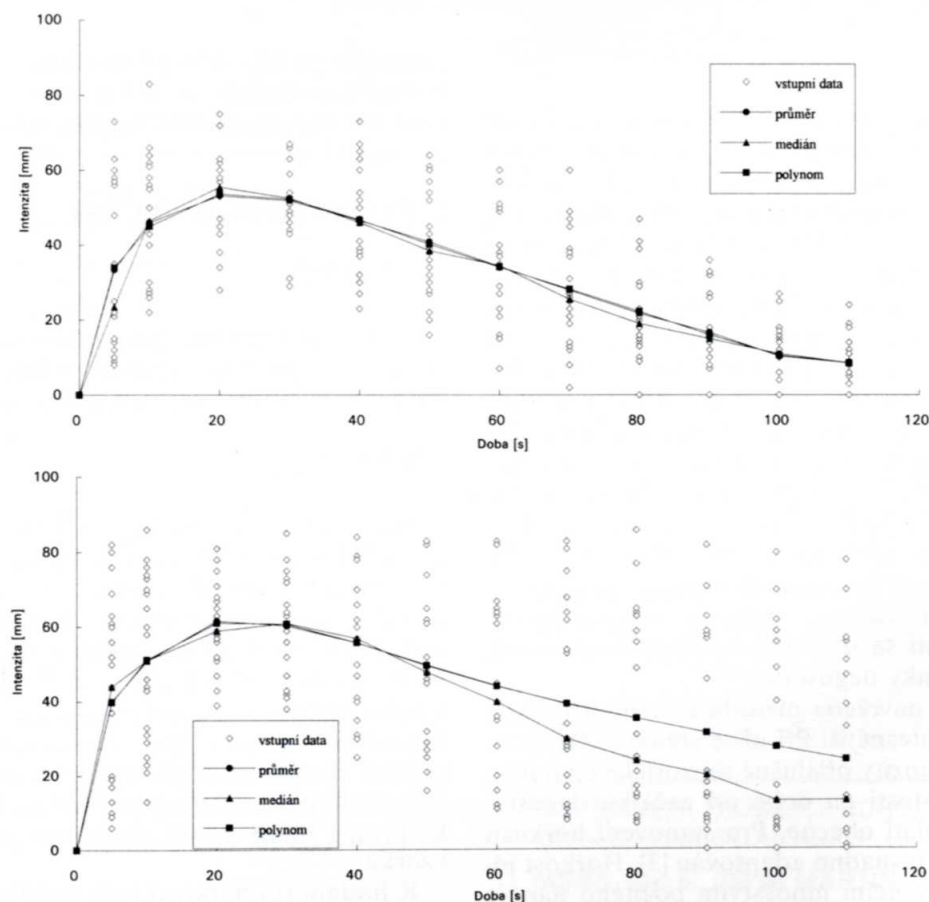 100
80
60
40
20
0
Intenzita [mm]
vstupní data
průměr
medián
polynom
0 20 40 60 80 100 120
Doba [s]
100
80
60
40
20
0
Intenzita [mm]
vstupní data
průměr
medián
polynom
0 20 40 60 80 100 120
Doba [s]